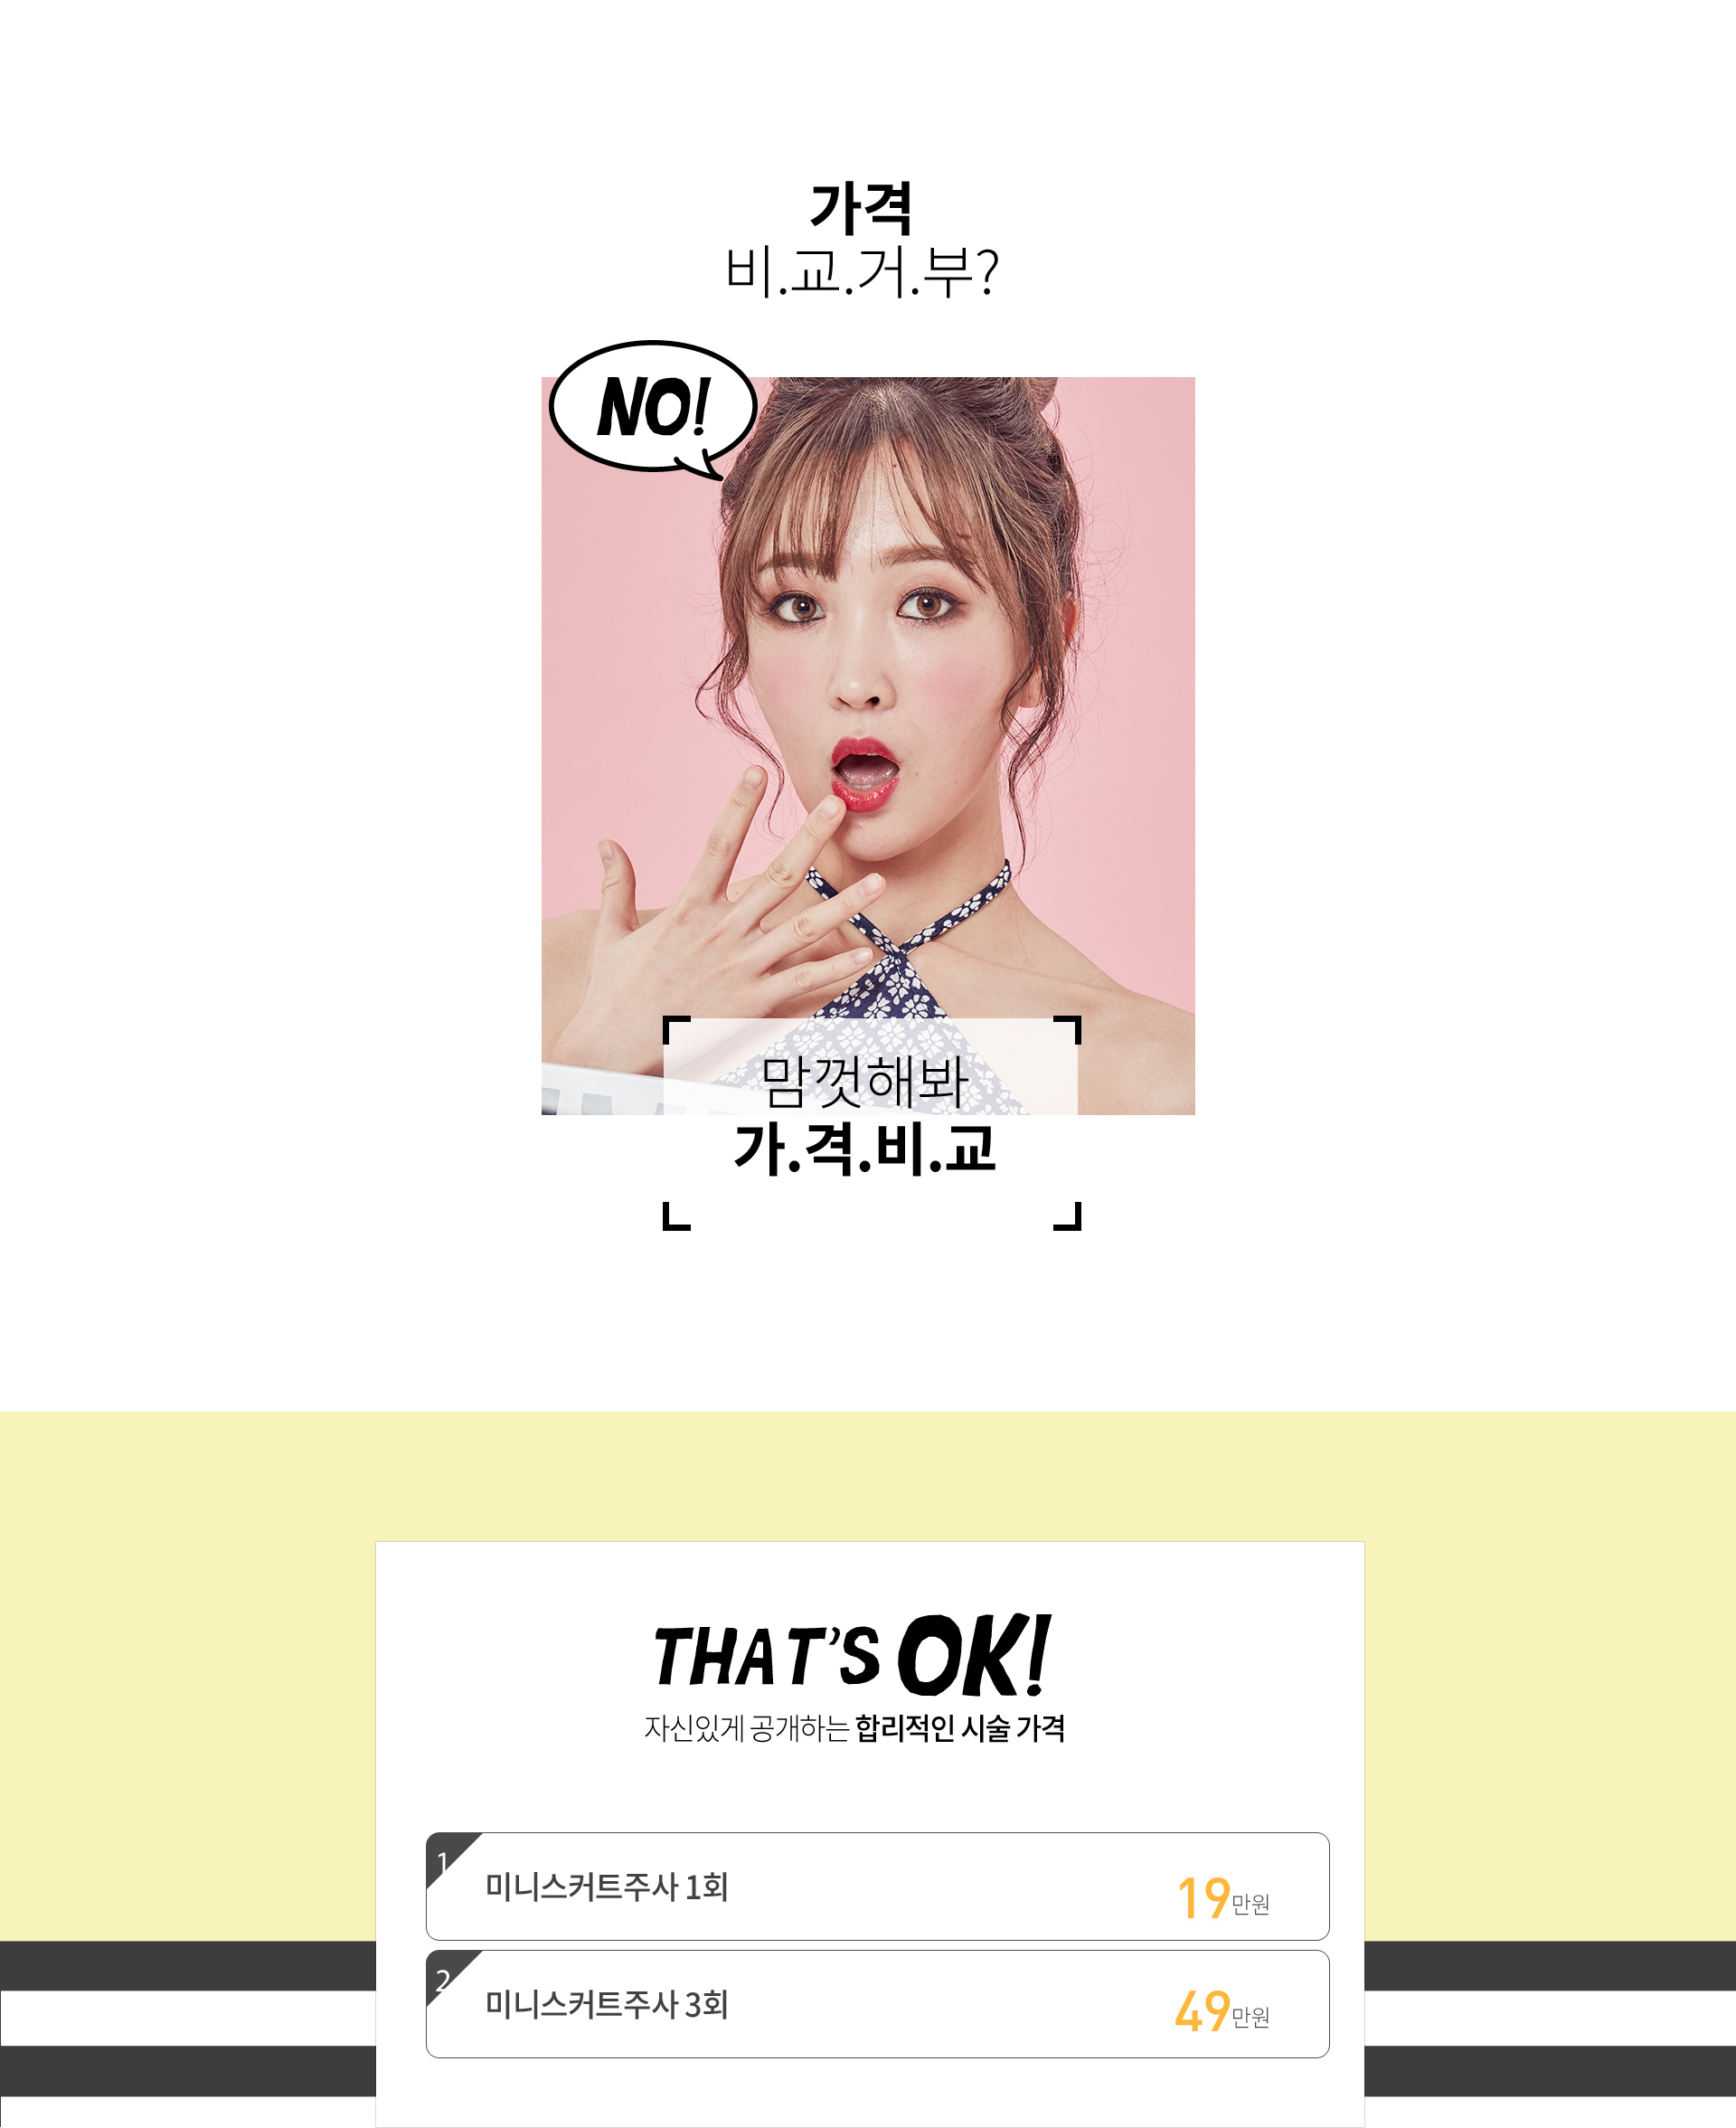 가격
비.교.거.부?
NO!
맘껏해봐
가.격.비.교
THAT'S OK!
자신있게 공개하는 합리적인 시술 가격
1
미니스커트주사 1회
19만원
2
미니스커트주사 3회
49만원